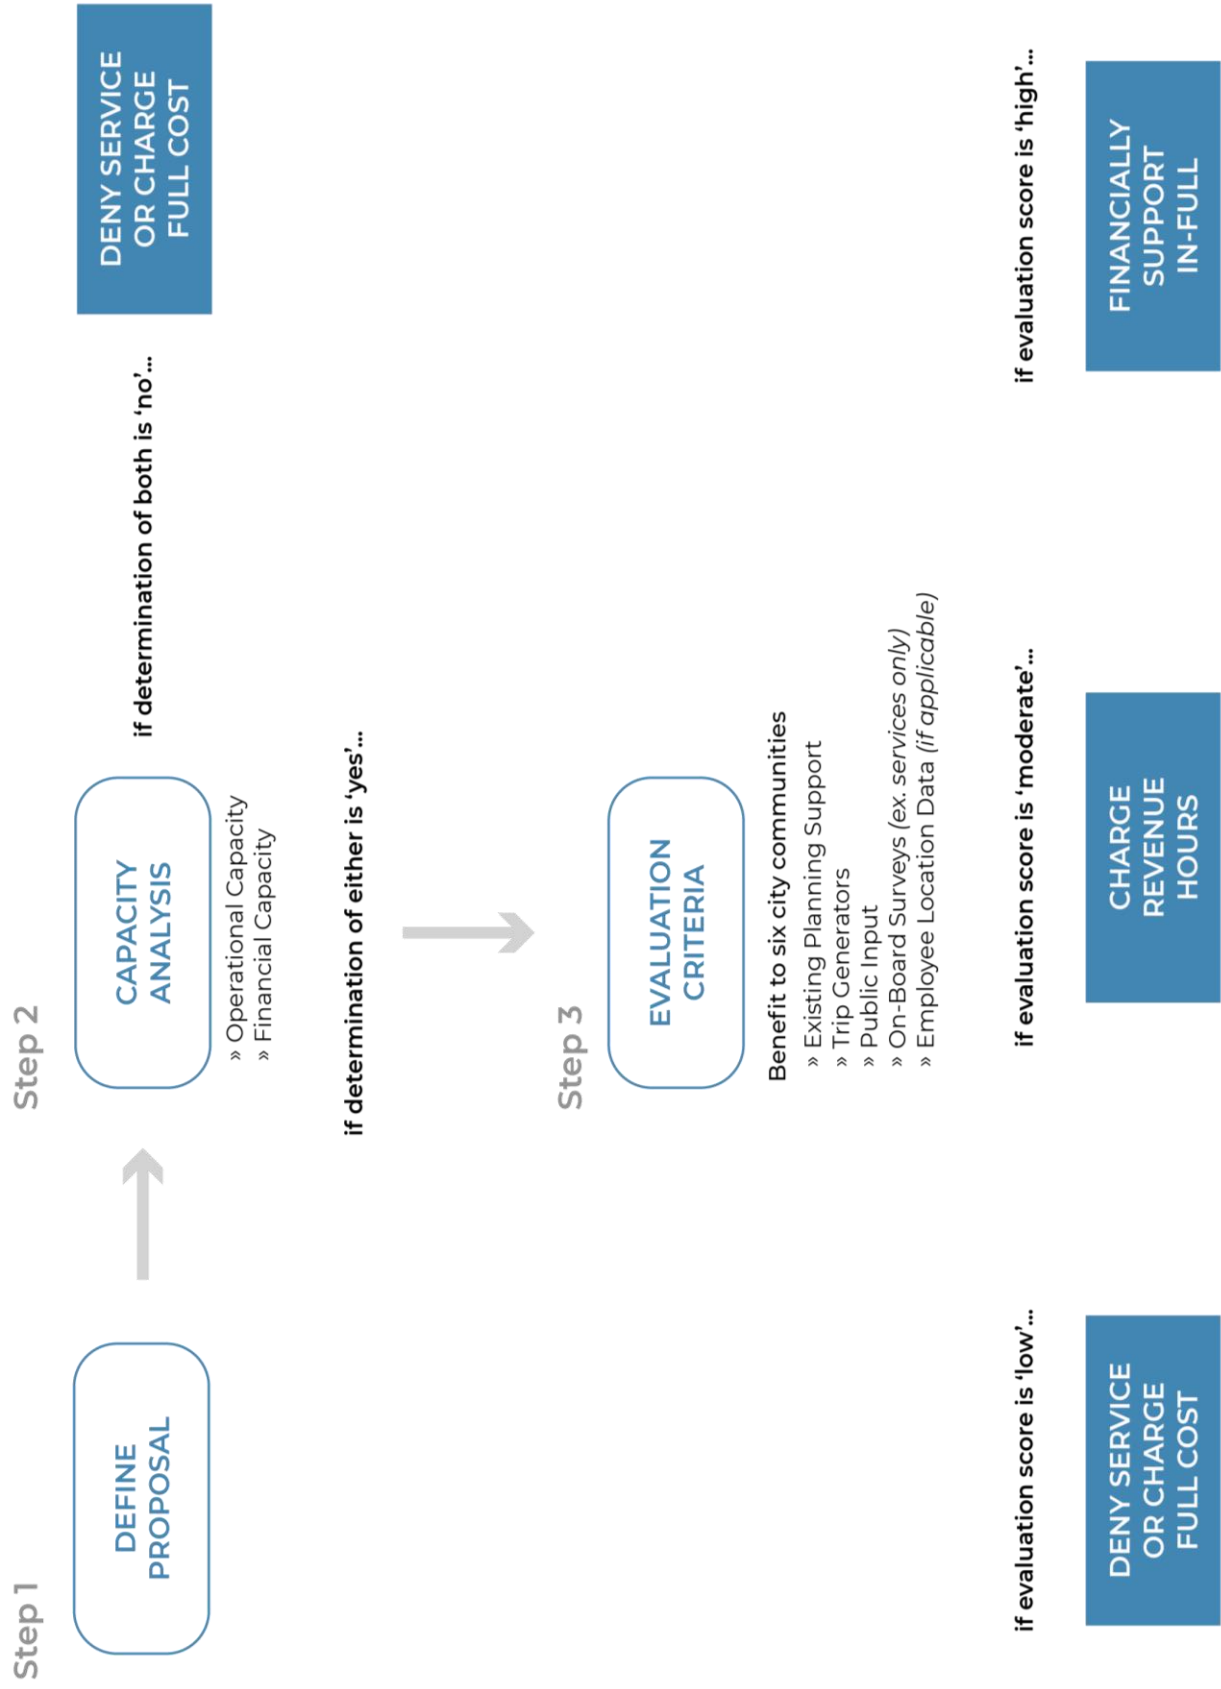 Step 1
DEFINE
PROPOSAL
Step 2
CAPACITY
ANALYSIS
» Operational Capacity
» Financial Capacity
if determination of both is ‘no’...
DENY SERVICE
OR CHARGE
FULL COST
if determination of either is ‘yes’...
Step 3
EVALUATION
CRITERIA
Benefit to six city communities
» Existing Planning Support
» Trip Generators
» Public Input
» On-Board Surveys (ex. services only)
» Employee Location Data (if applicable)
if evaluation score is ‘low’...
DENY SERVICE
OR CHARGE
FULL COST
if evaluation score is ‘moderate’...
CHARGE
REVENUE
HOURS
if evaluation score is ‘high’...
FINANCIALLY
SUPPORT
IN-FULL